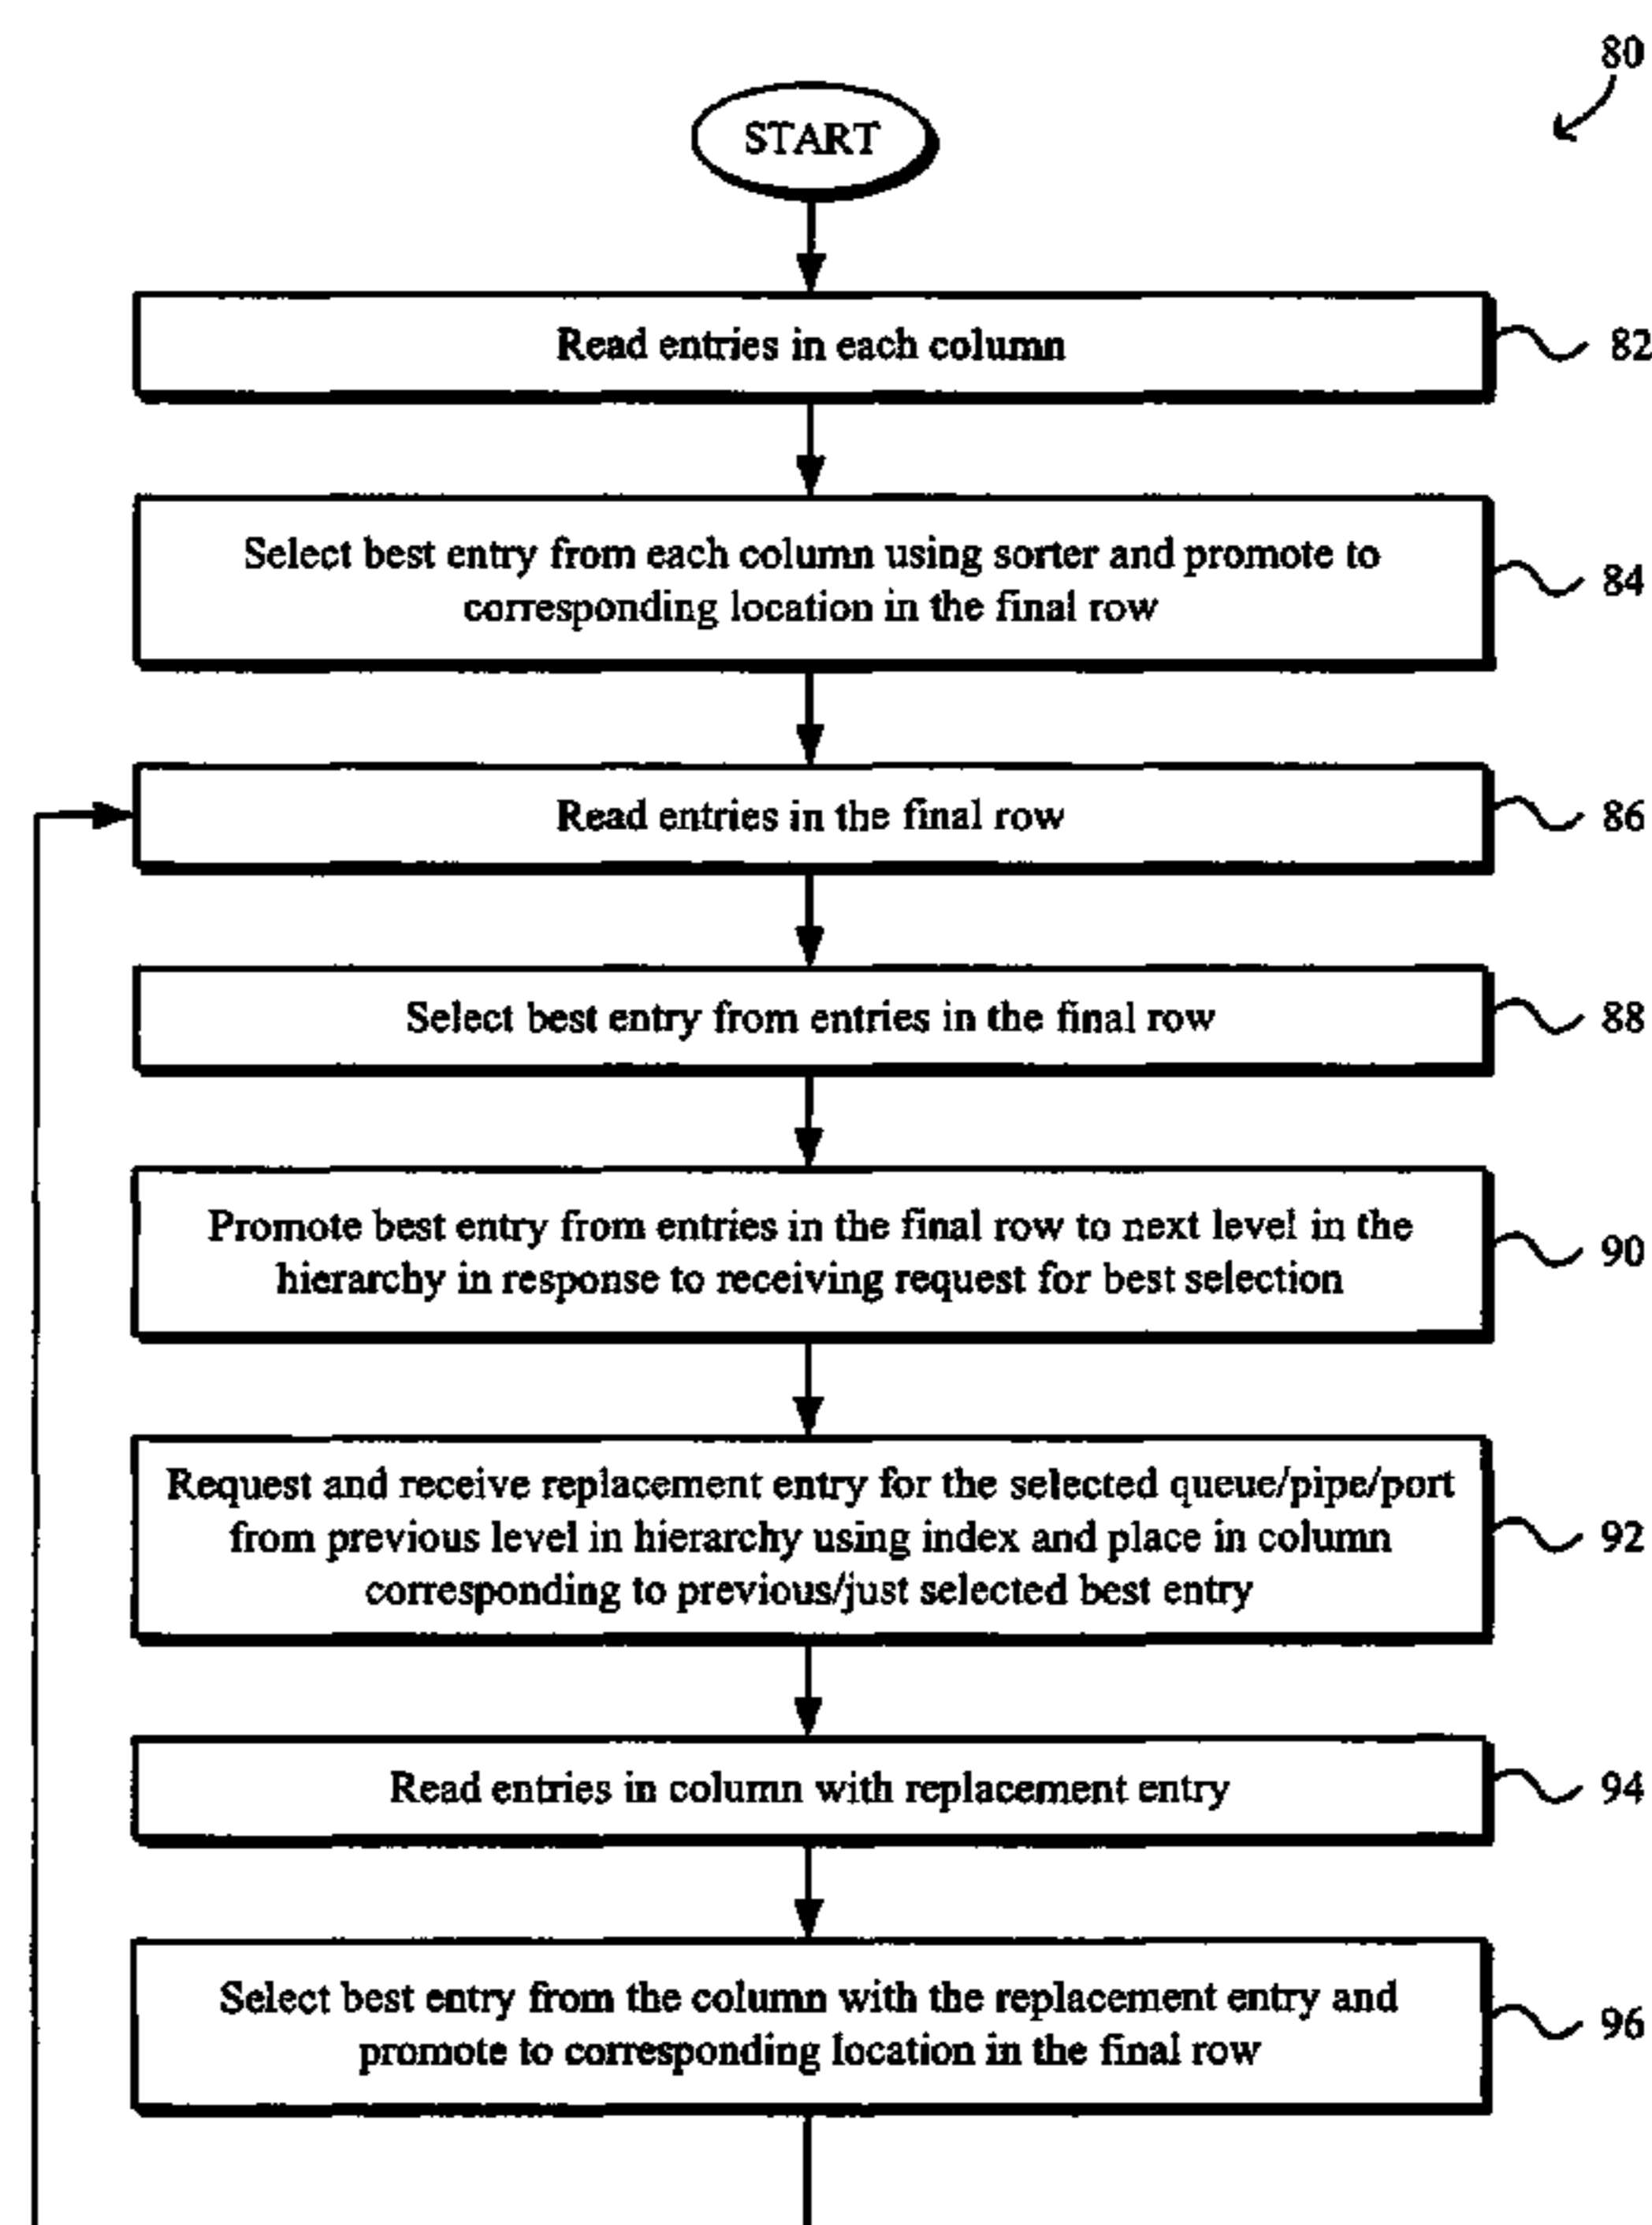 80
START
Read entries in each column
82
Select best entry from each column using sorter and promote to
corresponding location in the final row
84
Read entries in the final row
86
Select best entry from entries in the final row
88
Promote best entry from entries in the final row to next level in the
hierarchy in response to receiving request for best selection
90
Request and receive replacement entry for the selected queue/pipe/port
from previous level in hierarchy using index and place in column
corresponding to previous/just selected best entry
92
Read entries in column with replacement entry
94
Select best entry from the column with the replacement entry and
promote to corresponding location in the final row
96